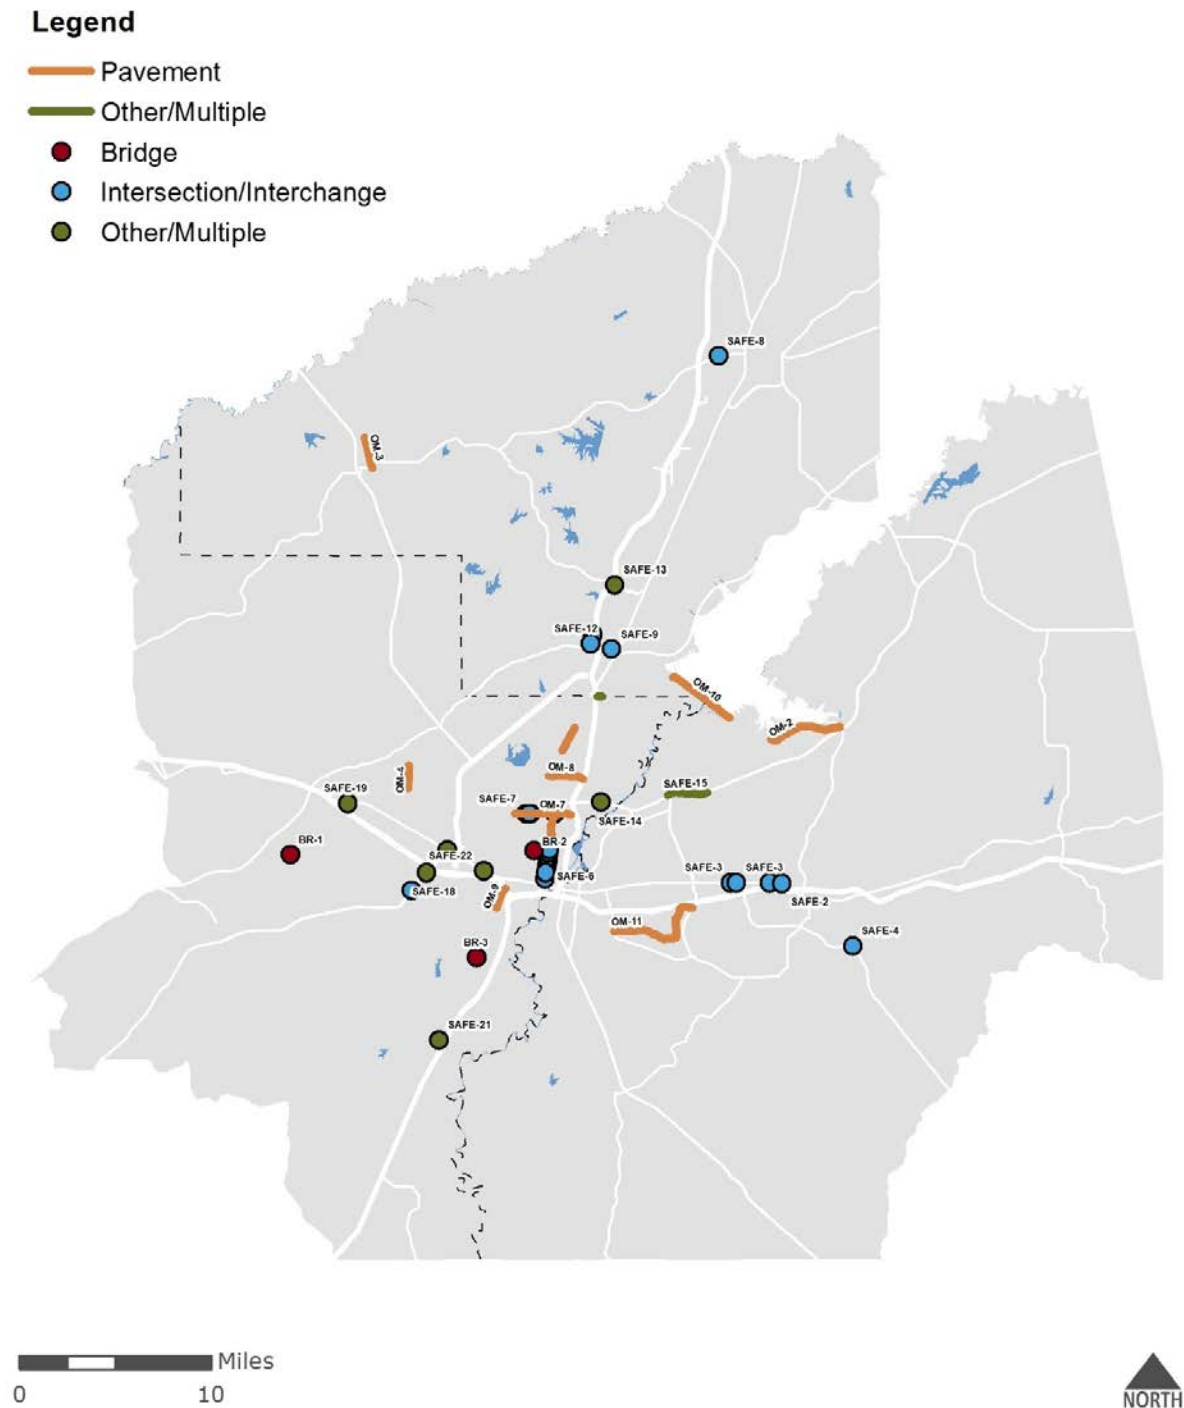 Legend
Pavement
Other/Multiple
Bridge
Intersection/Interchange
Other/Multiple
SAFE-8
OM-3
SAFE-13
SAFE-12
SAFE-9
OM-10
OM-2
OM-8
OM-4
SAFE-15
SAFE-19
SAFE-7
OM-7
SAFE-14
BR-1
BR-2
SAFE-22
SAFE-3
SAFE-3
SAFE-6
SAFE-18
OM-9
SAFE-2
OM-11
SAFE-4
BR-3
SAFE-21
Miles
0 10
NORTH